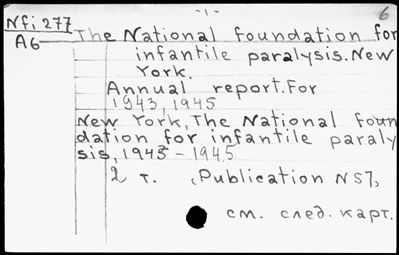 -1- 6
Nfi 277
A6 The National foundation for
infantile paralysis. New
York.
Annual report. For
1943, 1945
New York, The National foun
dation for infantile paraly
sis, 1943-1945
2 т. (Publication N 57)
см. след. карт.